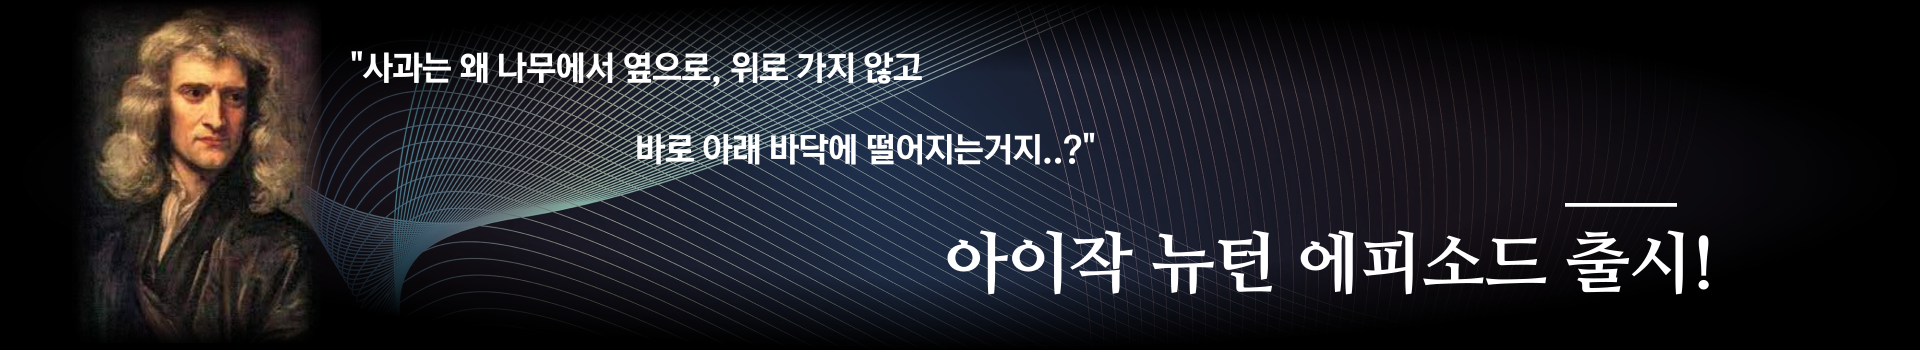 "사과는 왜 나무에서 옆으로, 위로 가지 않고
바로 아래 바닥에 떨어지는거지..?"
아이작 뉴턴 에피소드 출시!